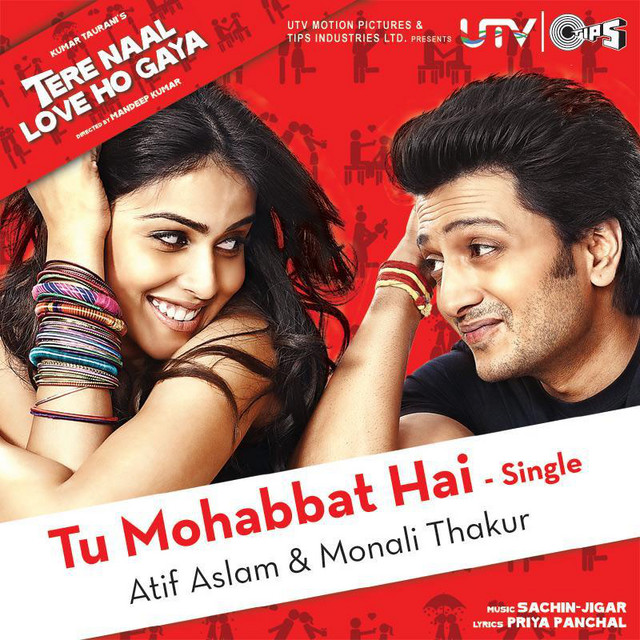 KUMAR TAURANI'S
TERE NAAL
LOVE HO GAYA
DIRECTED BY MANDEEP KUMAR
UTV MOTION PICTURES &
TIPS INDUSTRIES LTD. PRESENTS
UTV
TIPS
Tu Mohabbat Hai - Single
Atif Aslam & Monali Thakur
MUSIC SACHIN-JIGAR
LYRICS PRIYA PANCHAL